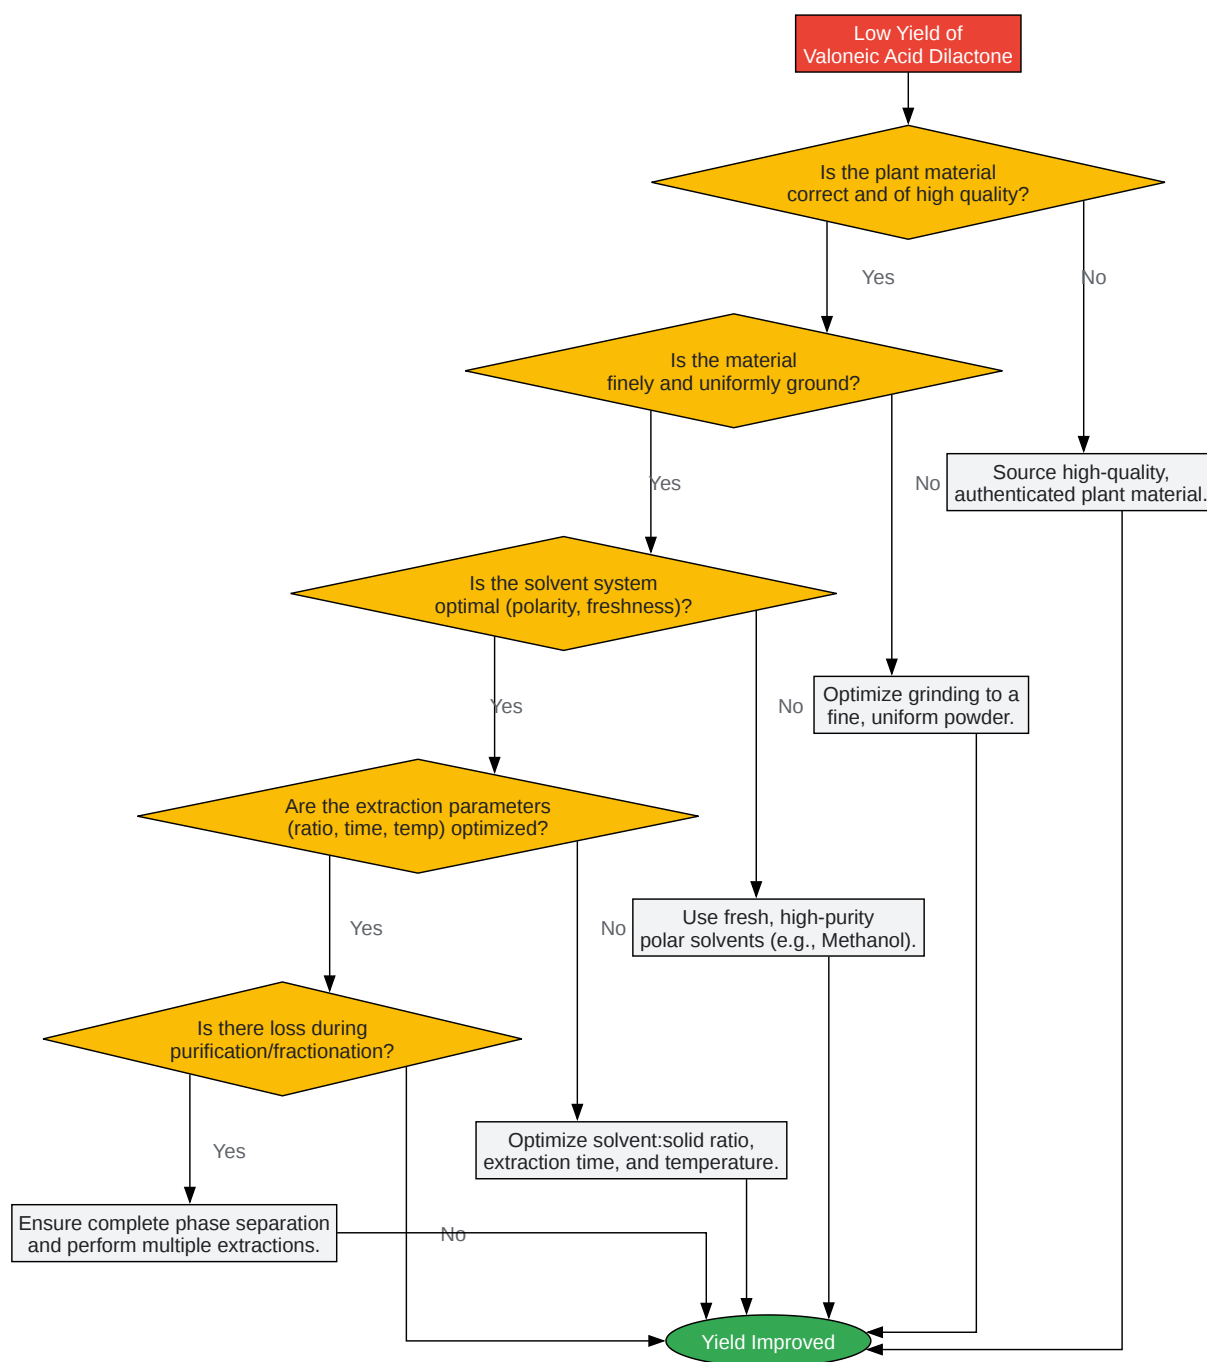 Low Yield of
Valoneic Acid Dilactone
Is the plant material
correct and of high quality?
Yes
No
Is the material
finely and uniformly ground?
Yes
No
Source high-quality,
authenticated plant material.
Is the solvent system
optimal (polarity, freshness)?
Yes
No
Optimize grinding to a
fine, uniform powder.
Are the extraction parameters
(ratio, time, temp) optimized?
Yes
No
Use fresh, high-purity
polar solvents (e.g., Methanol).
Is there loss during
purification/fractionation?
Yes
Optimize solvent:solid ratio,
extraction time, and temperature.
Ensure complete phase separation
and perform multiple extractions.
No
Yield Improved